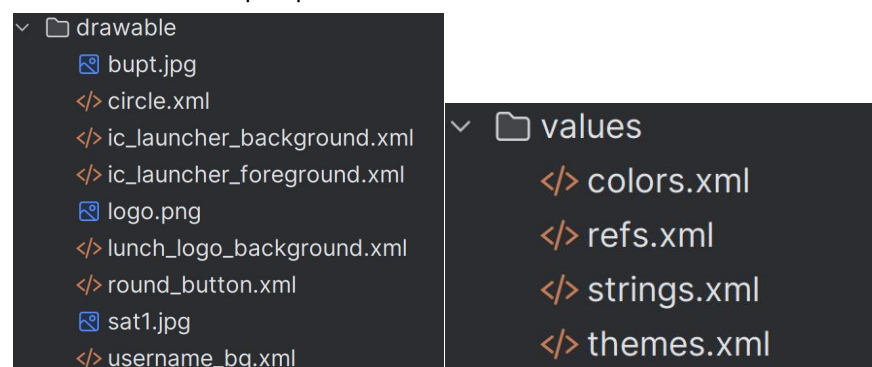 drawable
bupt.jpg
circle.xml
ic_launcher_background.xml
ic_launcher_foreground.xml
logo.png
lunch_logo_background.xml
round_button.xml
sat1.jpg
username_bg.xml
values
colors.xml
refs.xml
strings.xml
themes.xml